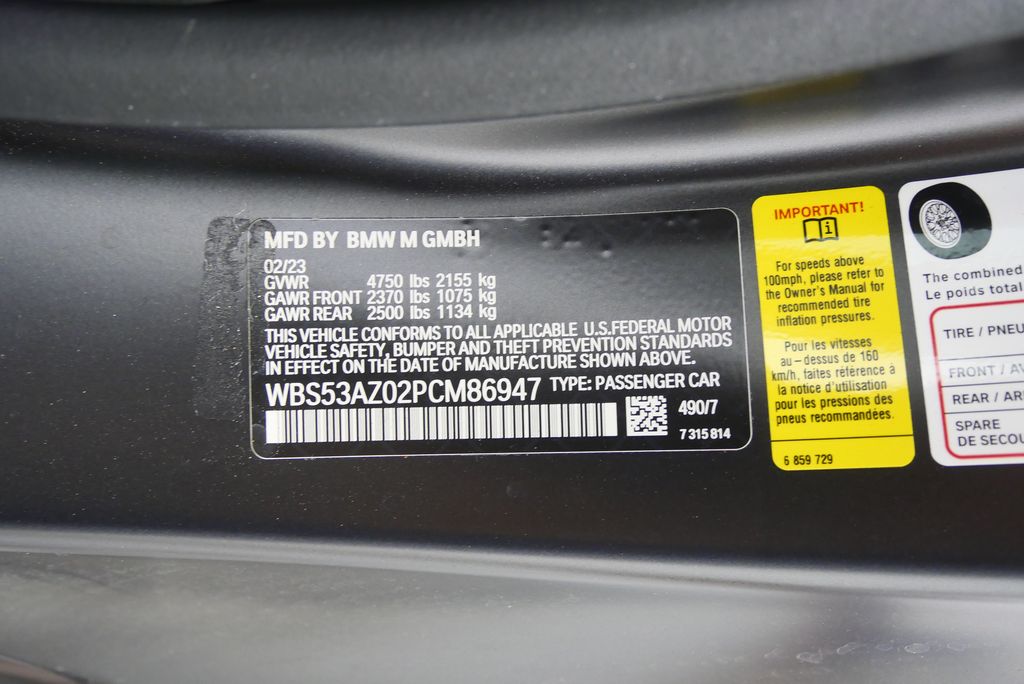 MFD BY BMW M GMBH
02/23
GVWR 4750 lbs 2155 kg
GAWR FRONT 2370 lbs 1075 kg
GAWR REAR 2500 lbs 1134 kg
THIS VEHICLE CONFORMS TO ALL APPLICABLE U.S.FEDERAL MOTOR
VEHICLE SAFETY, BUMPER AND THEFT PREVENTION STANDARDS
IN EFFECT ON THE DATE OF MANUFACTURE SHOWN ABOVE.
WBS53AZ02PCM86947 TYPE: PASSENGER CAR
490/7
7 315 814
IMPORTANT!
For speeds above
100mph, please refer to
the Owner's Manual for
recommended tire
inflation pressures.
Pour les vitesses
au – dessus de 160
km/h, faites référence à
la notice d'utilisation
pour les pressions des
pneus recommandées.
6 859 729
The combined
Le poids total
TIRE / PNEU
FRONT / AV
REAR / ARR
SPARE
DE SECOU